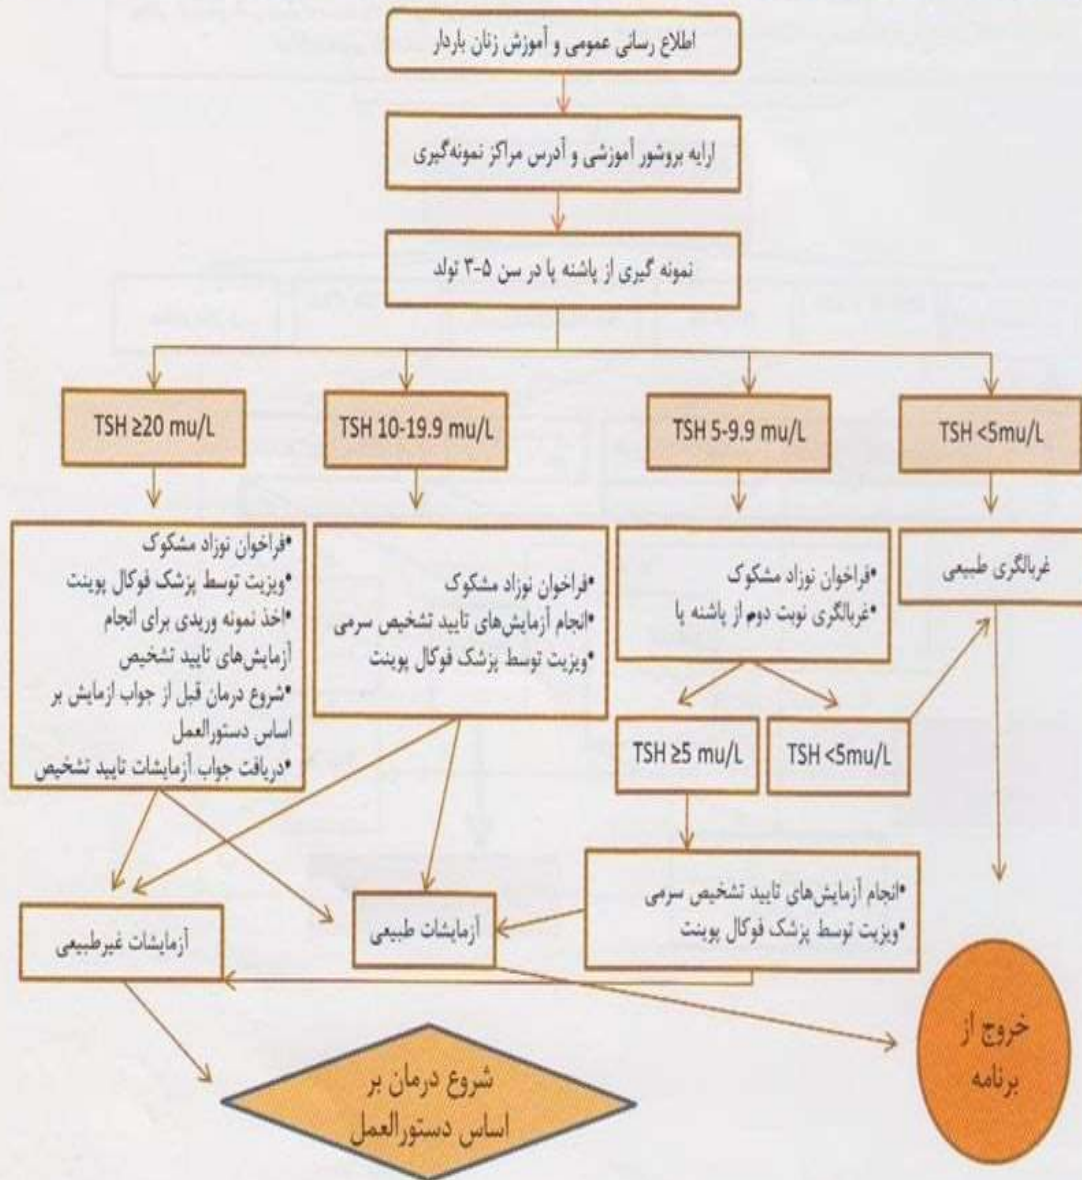 اطلاع رسانی عمومی و آموزش زنان باردار
ارایه بروشور آموزشی و آدرس مراکز نمونه‌گیری
نمونه گیری از پاشنه پا در سن ۵-۳ تولد
TSH <5mu/L
TSH 5-9.9 mu/L
TSH 10-19.9 mu/L
TSH ≥20 mu/L
غربالگری طبیعی
•فراخوان نوزاد مشکوک
•غربالگری نوبت دوم از پاشنه پا
•فراخوان نوزاد مشکوک
•انجام آزمایش‌های تایید تشخیص سرمی
•ویزیت توسط پزشک فوکال پوینت
•فراخوان نوزاد مشکوک
•ویزیت توسط پزشک فوکال پوینت
•اخذ نمونه وریدی برای انجام
آزمایش‌های تایید تشخیص
•شروع درمان قبل از جواب ازمایش بر
اساس دستورالعمل
•دریافت جواب آزمایشات تایید تشخیص
TSH <5mu/L
TSH ≥5 mu/L
•انجام آزمایش‌های تایید تشخیص سرمی
•ویزیت توسط پزشک فوکال پوینت
آزمایشات طبیعی
آزمایشات غیرطبیعی
خروج از
برنامه
شروع درمان بر
اساس دستورالعمل